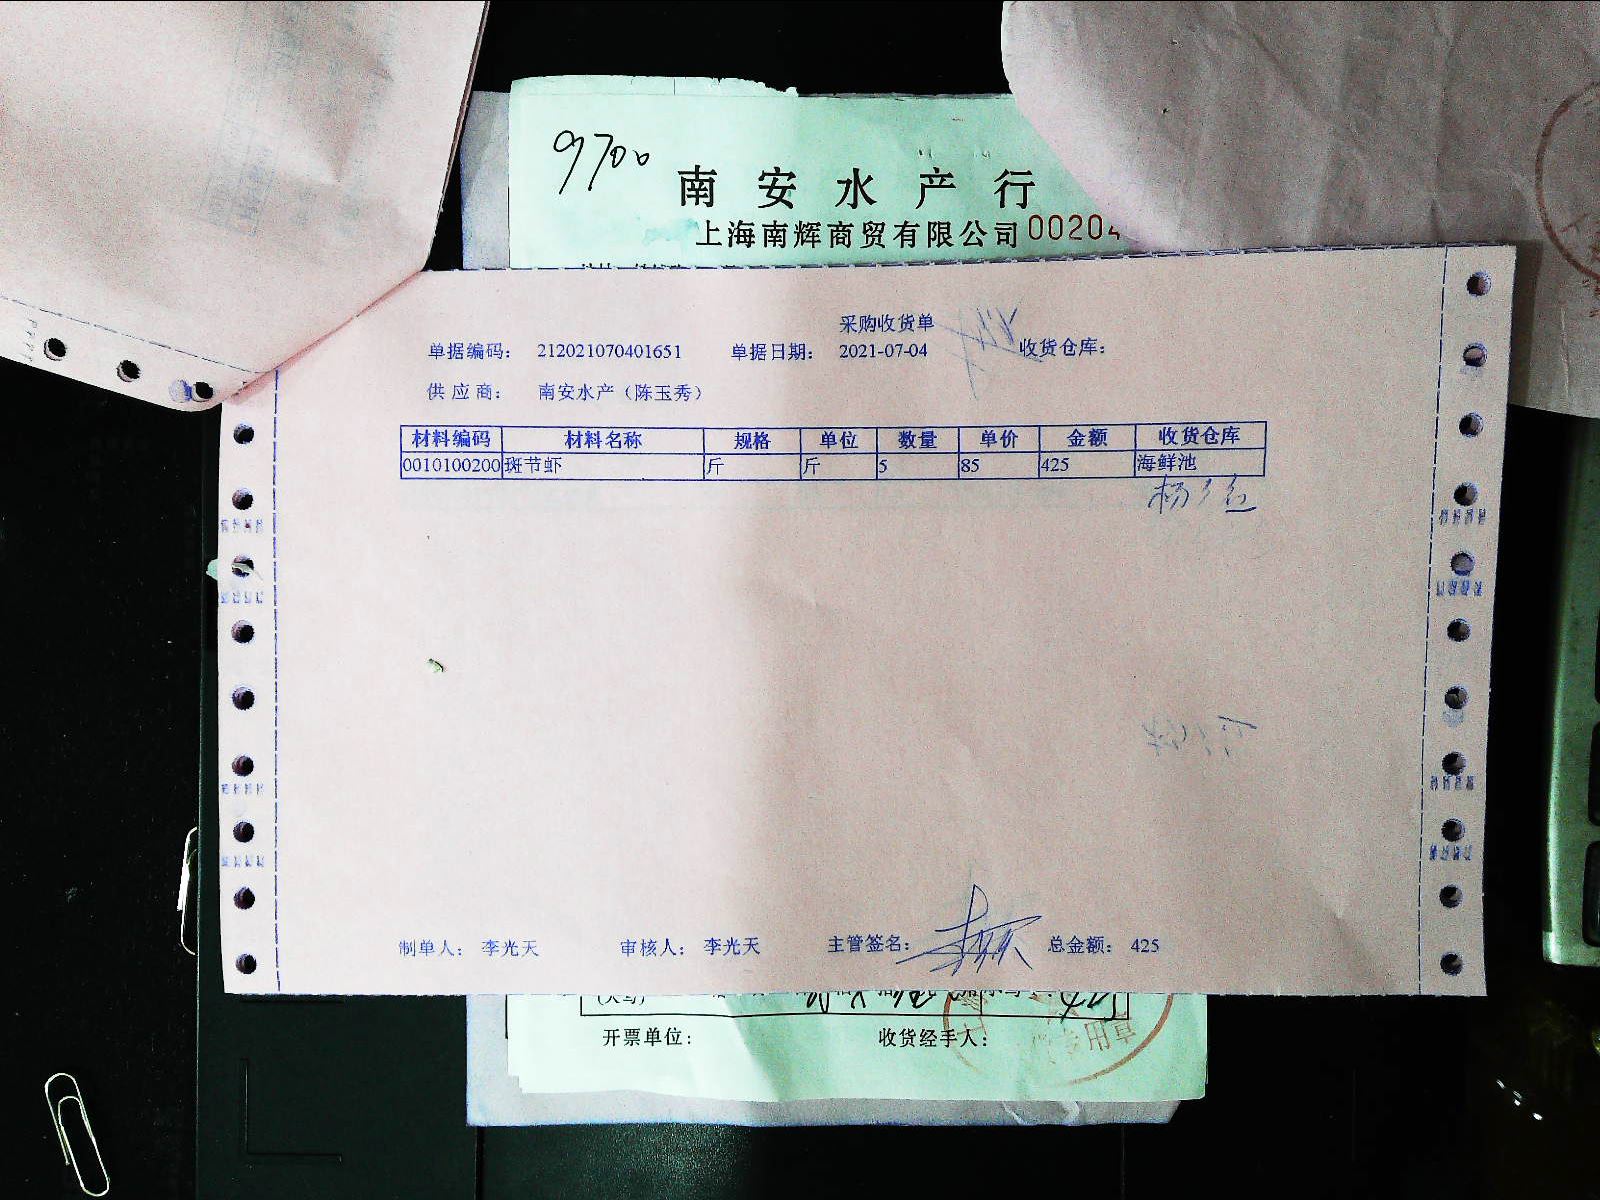 9700
南安水产行
上海南辉商贸有限公司 00204
采购收货单
单据编码： 212021070401651 单据日期： 2021-07-04 收货仓库：
供应商： 南安水产（陈玉秀）
材料编码 材料名称 规格 单位 数量 单价 金额 收货仓库
0010100200 斑节虾 斤 斤 5 85 425 海鲜池
制单人： 李光天 审核人： 李光天 主管签名： 总金额： 425
开票单位： 收货经手人：